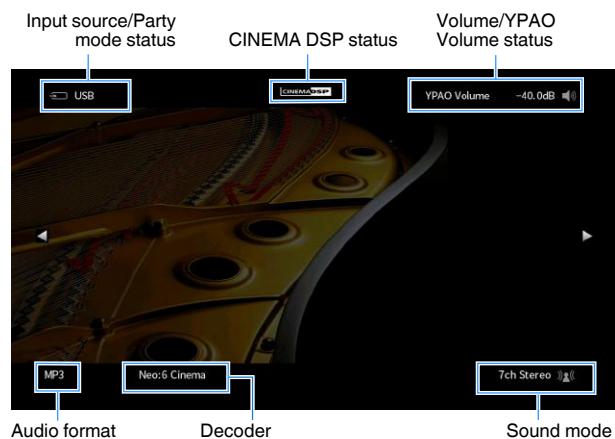 Input source/Party
mode status
CINEMA DSP status
Volume/YPAO
Volume status
USB
CINEMA DSP
YPAO Volume -40.0dB
MP3
Neo:6 Cinema
7ch Stereo
Audio format
Decoder
Sound mode